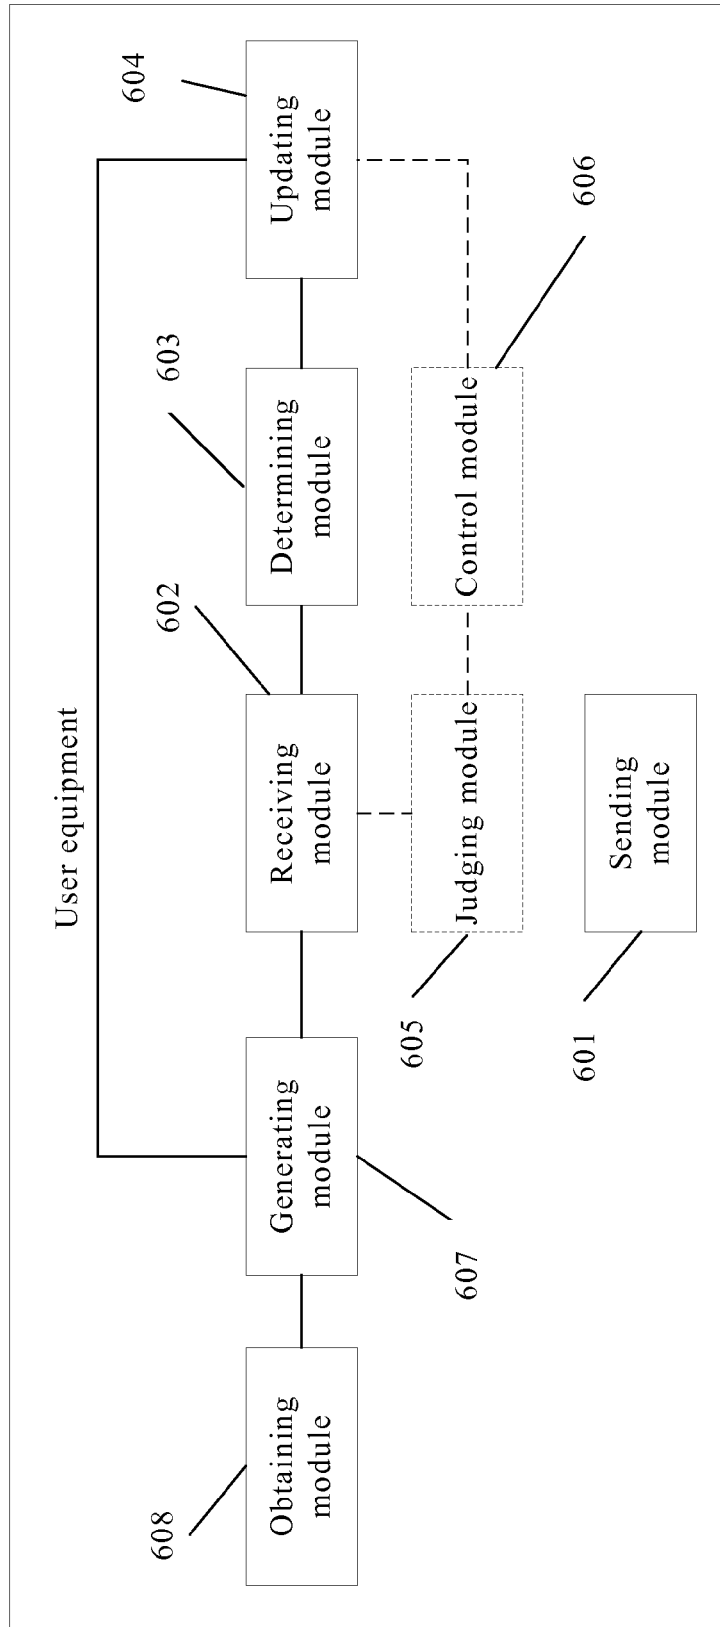 User equipment
608
607
605
601
602
603
604
606
Obtaining
module
Generating
module
Receiving
module
Determining
module
Updating
module
Judging module
Control module
Sending
module